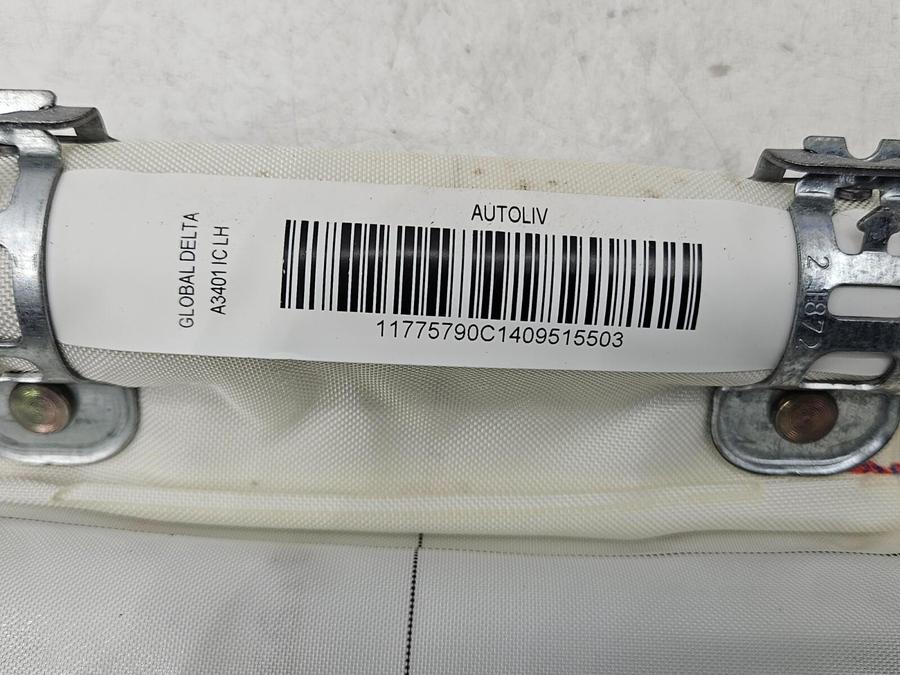 AUTOLIV
GLOBAL DELTA
A3401 IC LH
11775790C1409515503